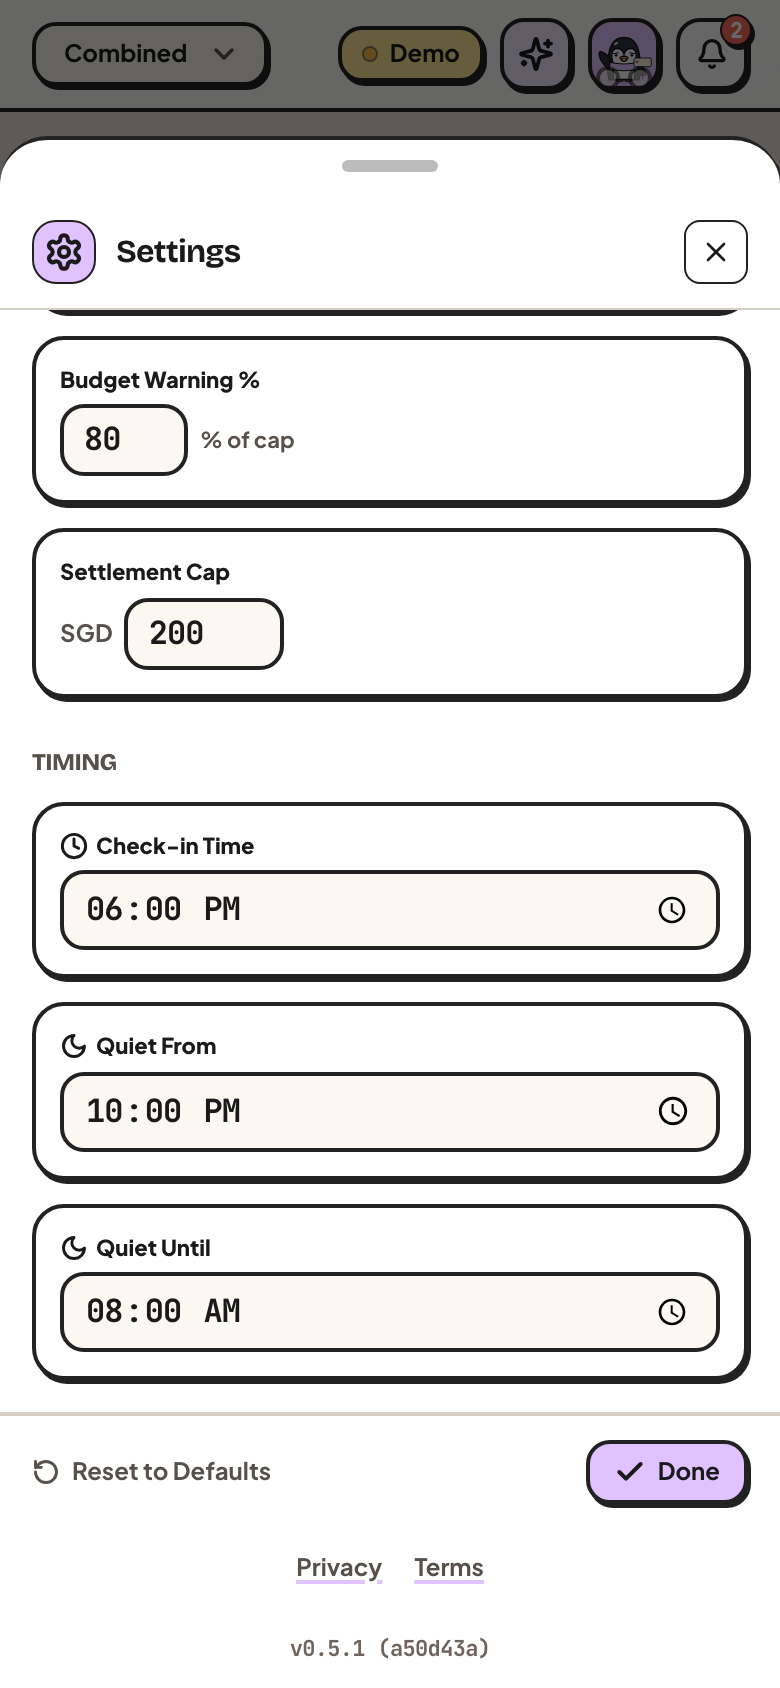 Combined
Demo
2
Settings
Budget Warning %
80 % of cap
Settlement Cap
SGD 200
TIMING
Check-in Time
06:00 PM
Quiet From
10:00 PM
Quiet Until
08:00 AM
Reset to Defaults
Done
Privacy Terms
v0.5.1 (a50d43a)